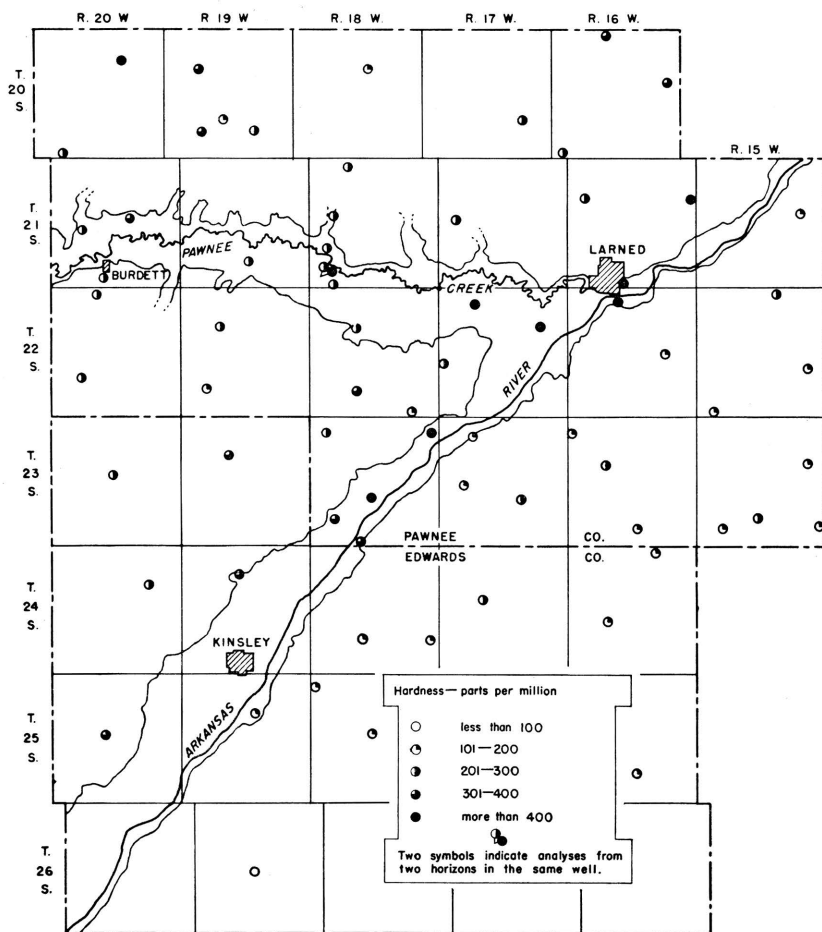 R. 20 W.
R 19 W.
R. 18 W.
R. 17 W.
R. 16 W.
T.
20
S.
R. 15 W.
T.
21
S.
PAWNEE
LARNED
BURDETT
CREEK
T.
22
S.
RIVER
T.
23
S.
PAWNEE CO.
EDWARDS CO.
T.
24
S.
KINSLEY
Hardness— parts per million
less than 100
101—200
T.
25
S.
ARKANSAS
201—300
301—400
more than 400
Two symbols indicate analyses from
two horizons in the same well.
T.
26
S.